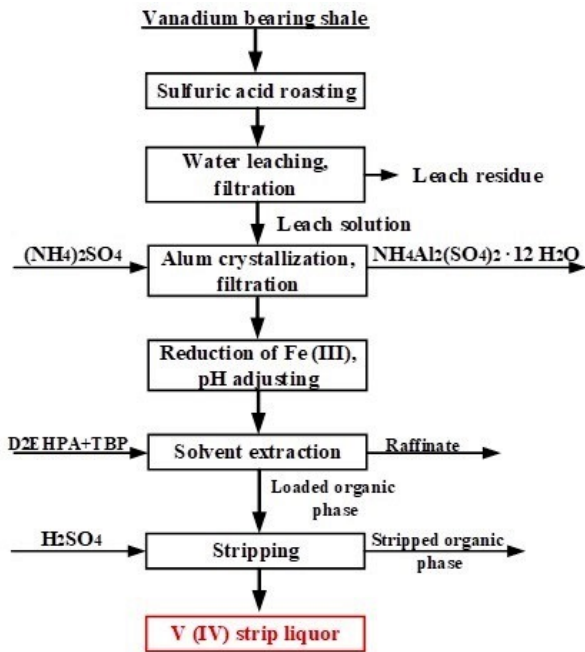 Vanadium bearing shale
Sulfuric acid roasting
Water leaching,
filtration
Leach residue
Leach solution
(NH4)2SO4
Alum crystallization,
filtration
NH4Al2(SO4)2 · 12 H2O
Reduction of Fe (III),
pH adjusting
D2EHPA+TBP
Solvent extraction
Raffinate
Loaded organic
phase
H2SO4
Stripping
Stripped organic
phase
V (IV) strip liquor